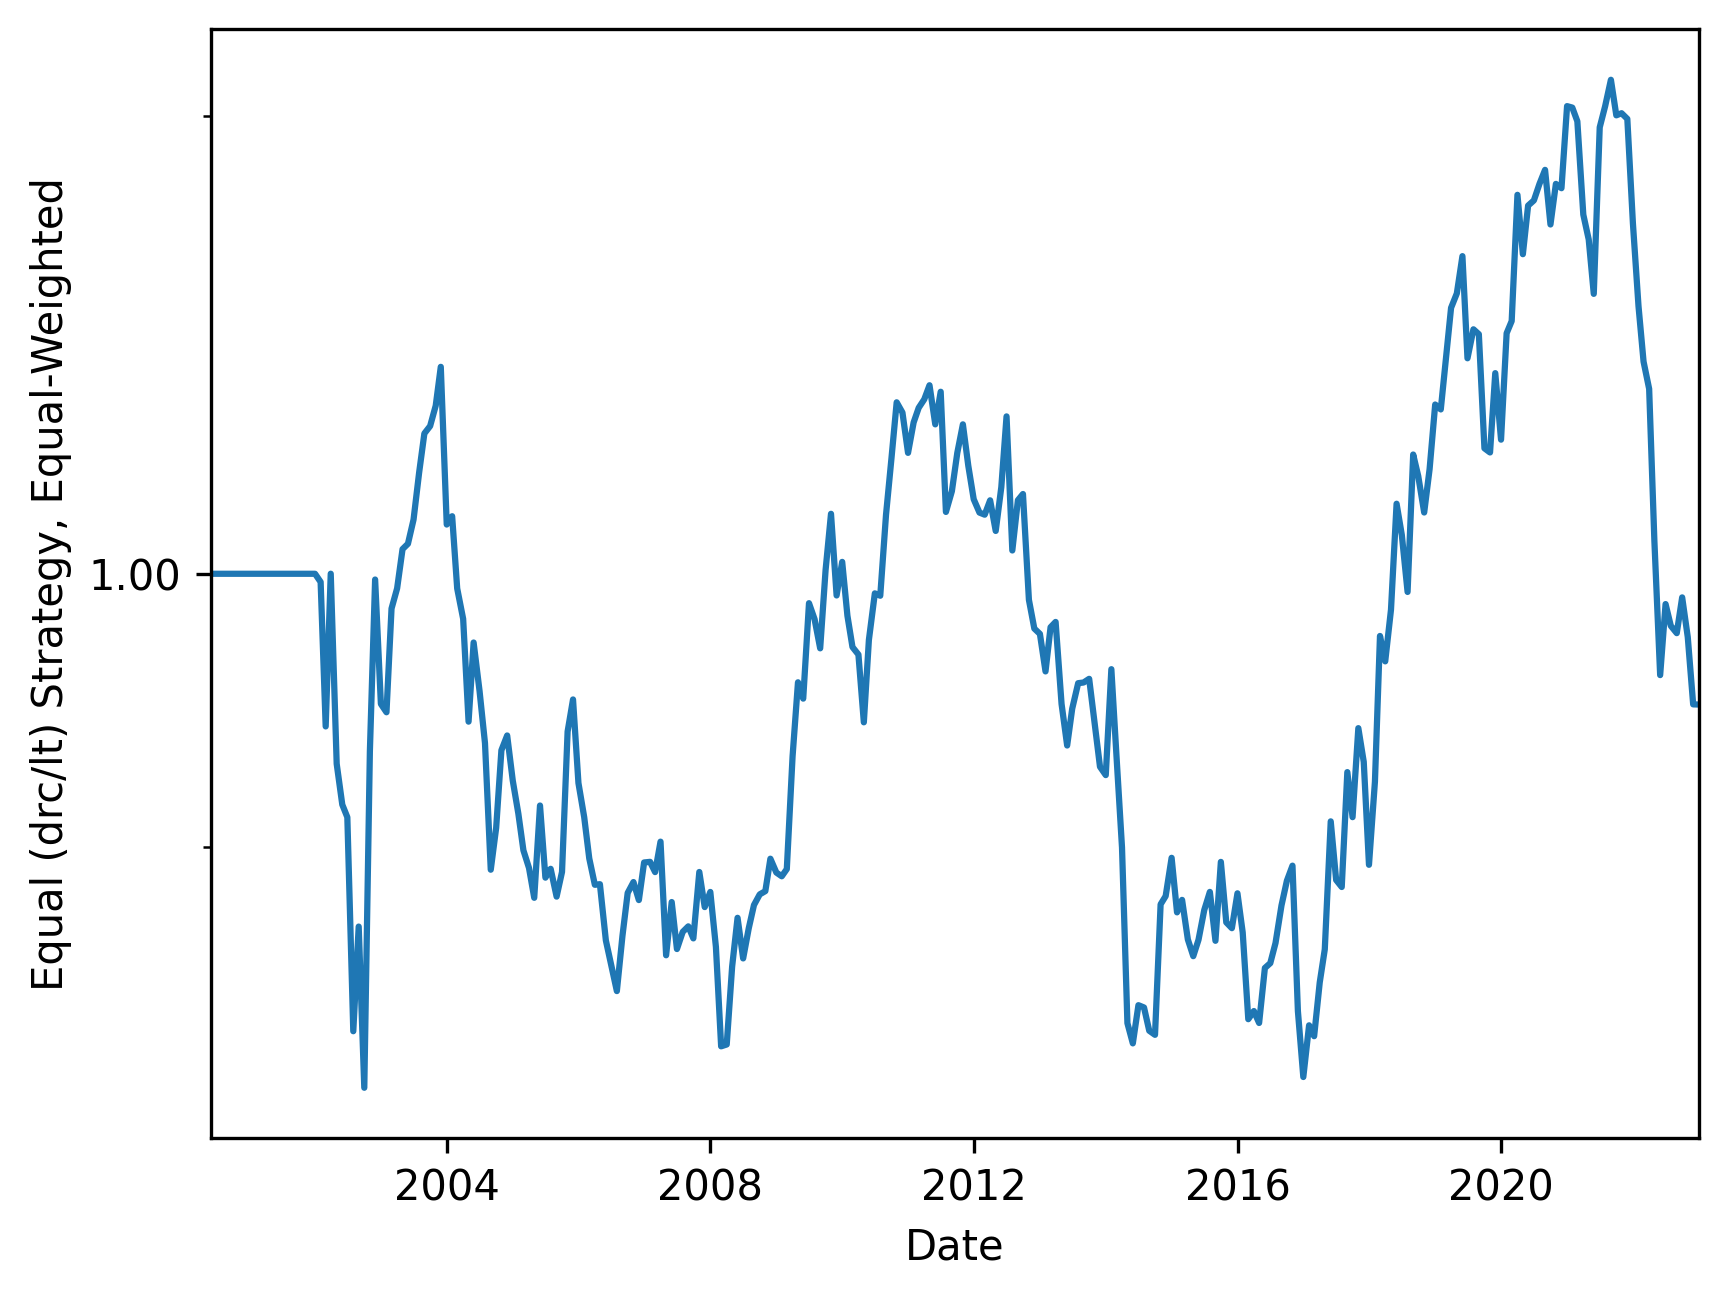 Equal (drc/lt) Strategy, Equal-Weighted
1.00
2004 2008 2012 2016 2020
Date